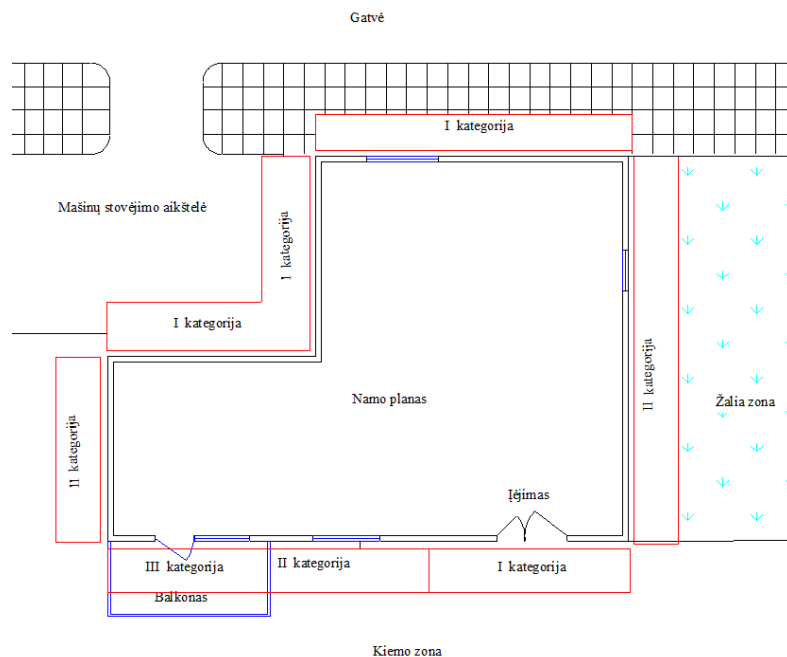 Gatvė
I kategorija
Mašinų stovėjimo aikštelė
I kategorija
I kategorija
II kategorija
Namo planas
Žalia zona
II kategorija
Įėjimas
III kategorija
II kategorija
I kategorija
Balkonas
Kiemo zona